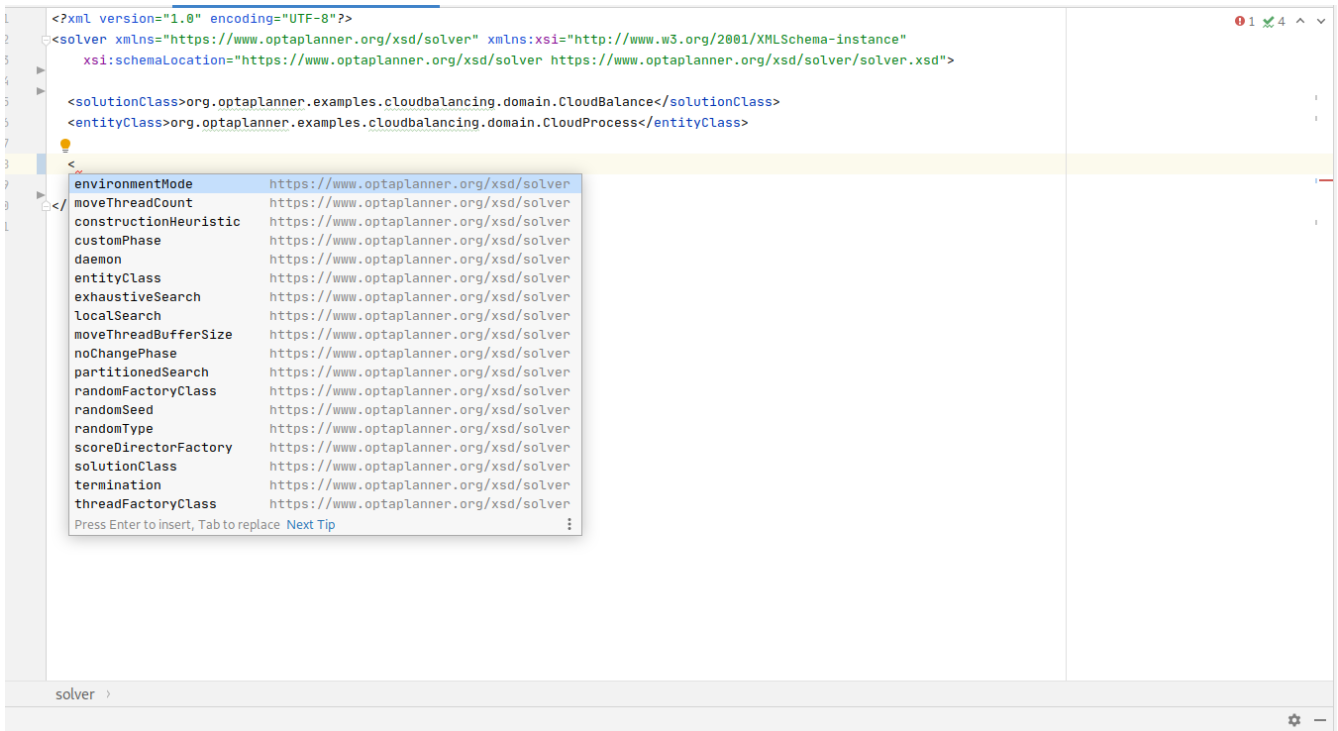 1 <?xml version="1.0" encoding="UTF-8"?>
2 <solver xmlns="https://www.optaplanner.org/xsd/solver" xmlns:xsi="http://www.w3.org/2001/XMLSchema-instance"
3 xsi:schemaLocation="https://www.optaplanner.org/xsd/solver https://www.optaplanner.org/xsd/solver/solver.xsd">
5 <solutionClass>org.optaplanner.examples.cloudbalancing.domain.CloudBalance</solutionClass>
<entityClass>org.optaplanner.examples.cloudbalancing.domain.CloudProcess</entityClass>
7
<
environmentMode https://www.optaplanner.org/xsd/solver
moveThreadCount https://www.optaplanner.org/xsd/solver
</
constructionHeuristic https://www.optaplanner.org/xsd/solver
1
customPhase https://www.optaplanner.org/xsd/solver
daemon https://www.optaplanner.org/xsd/solver
entityClass https://www.optaplanner.org/xsd/solver
exhaustiveSearch https://www.optaplanner.org/xsd/solver
localSearch https://www.optaplanner.org/xsd/solver
moveThreadBufferSize https://www.optaplanner.org/xsd/solver
noChangePhase https://www.optaplanner.org/xsd/solver
partitionedSearch https://www.optaplanner.org/xsd/solver
randomFactoryClass https://www.optaplanner.org/xsd/solver
randomSeed https://www.optaplanner.org/xsd/solver
randomType https://www.optaplanner.org/xsd/solver
scoreDirectorFactory https://www.optaplanner.org/xsd/solver
solutionClass https://www.optaplanner.org/xsd/solver
termination https://www.optaplanner.org/xsd/solver
threadFactoryClass https://www.optaplanner.org/xsd/solver
Press Enter to insert, Tab to replace Next Tip
1 4
solver